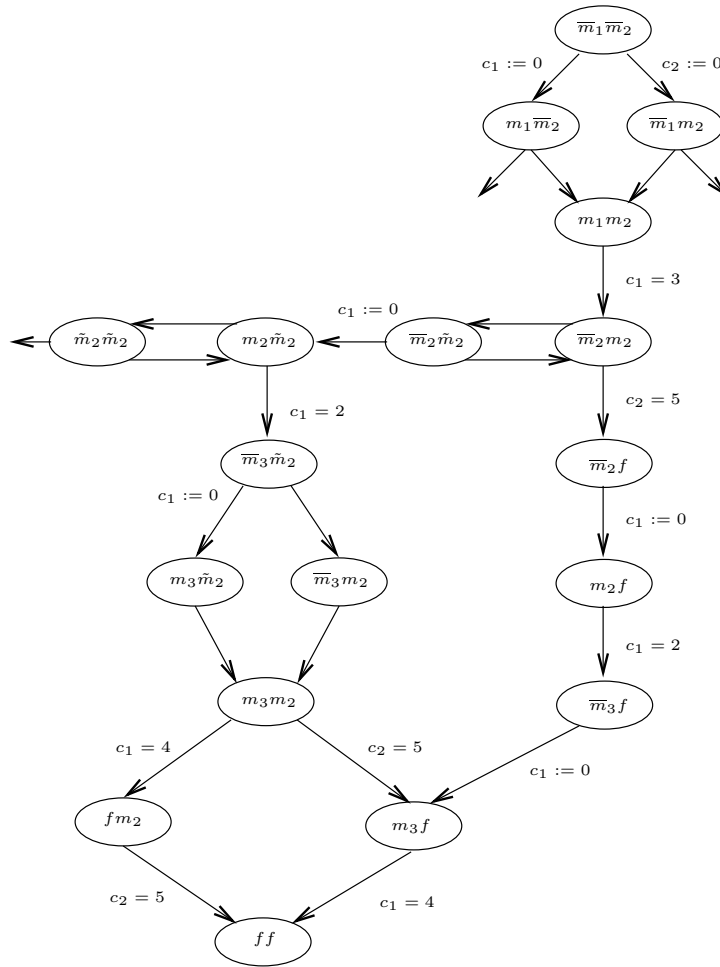 m̅₁m̅₂
c₁ := 0
c₂ := 0
m₁m̅₂
m̅₁m₂
m₁m₂
c₁ = 3
c₁ := 0
m̃₂m̃₂
m₂m̃₂
m̅₂m̃₂
m̅₂m₂
c₁ = 2
c₂ = 5
m̅₃m̃₂
m̅₂f
c₁ := 0
c₁ := 0
m₃m̃₂
m̅₃m₂
m₂f
c₁ = 2
m₃m₂
m̅₃f
c₁ = 4
c₂ = 5
c₁ := 0
fm₂
m₃f
c₂ = 5
c₁ = 4
ff